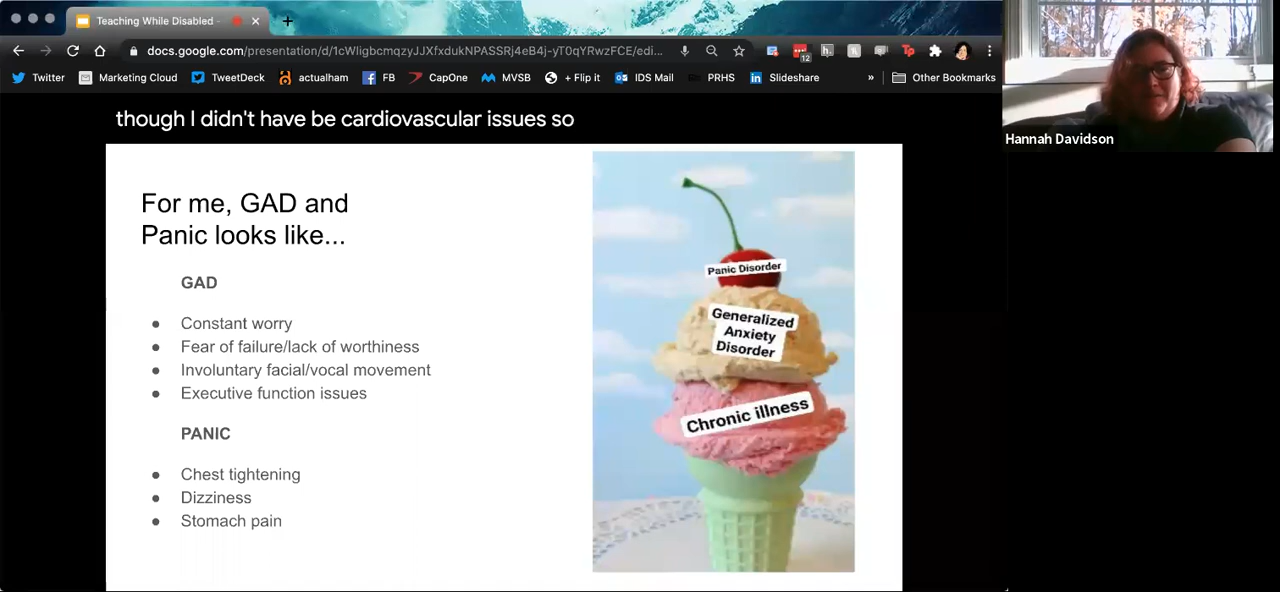 Teaching While Disabled -
docs.google.com/presentation/d/1cWligbcmqzyJJXfxdukNPASSRj4eB4j-yT0qYRwzFCE/edi...
12
Twitter
Marketing Cloud
TweetDeck
actualham
FB
CapOne
MVSB
+ Flip it
IDS Mail
PRHS
Slideshare
»
Other Bookmarks
Hannah Davidson
though I didn't have be cardiovascular issues so
For me, GAD and
Panic looks like...
GAD
● Constant worry
● Fear of failure/lack of worthiness
● Involuntary facial/vocal movement
● Executive function issues
PANIC
● Chest tightening
● Dizziness
● Stomach pain
Panic Disorder
Generalized
Anxiety
Disorder
Chronic illness